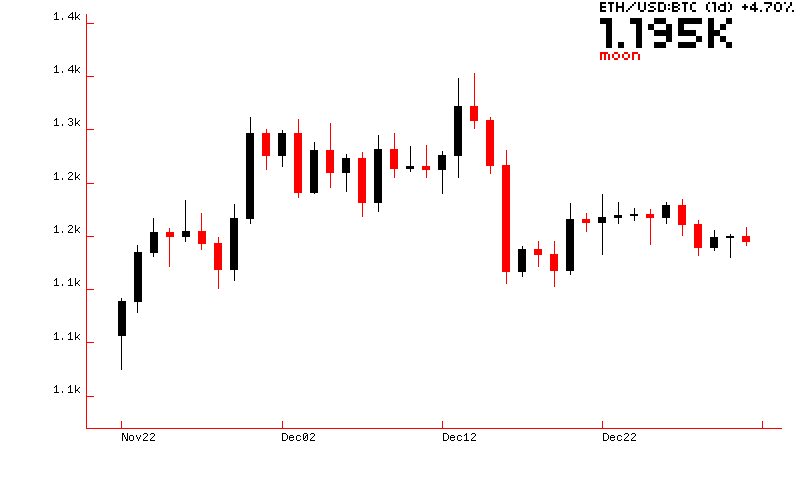 ETH/USD:BTC (1d) +4.70%
1.195K
moon
1.4k
1.4k
1.3k
1.2k
1.2k
1.1k
1.1k
1.1k
Nov22 Dec02 Dec12 Dec22